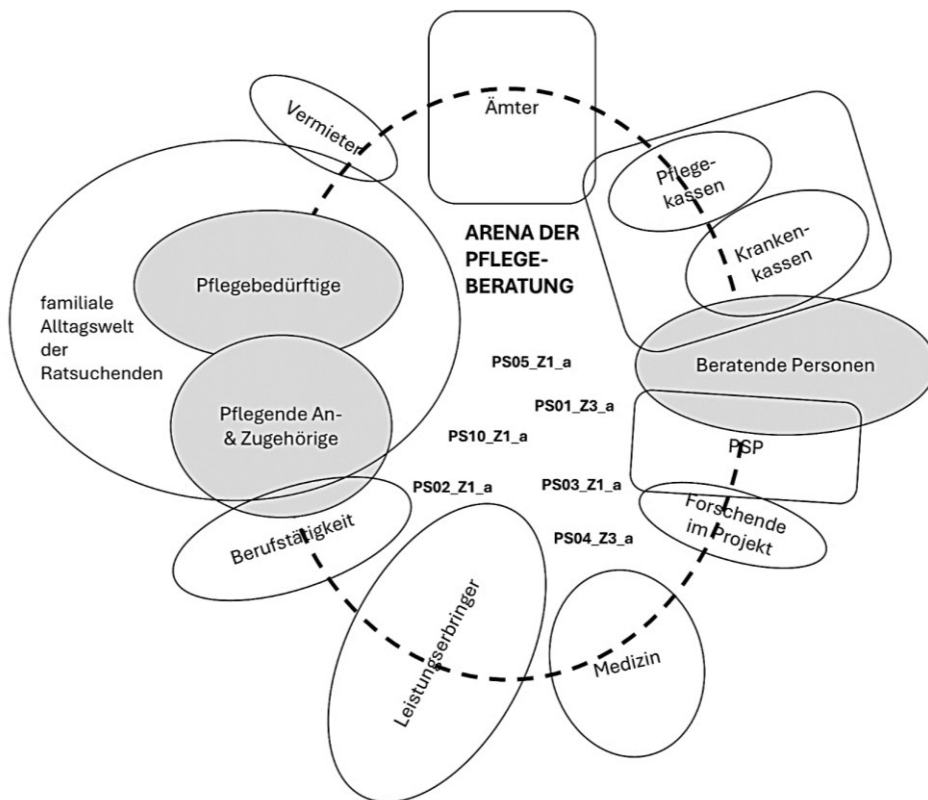 Ämter
Vermieter
Pflege-
kassen
Kranken-
kassen
ARENA DER
PFLEGE-
BERATUNG
Pflegebedürftige
familiale
Alltagswelt
der
Ratsuchenden
PS05_Z1_a
Beratende Personen
PS01_Z3_a
Pflegende An-
& Zugehörige
PS10_Z1_a
PSP
PS02_Z1_a
PS03_Z1_a
Forschende
im Projekt
Berufstätigkeit
PS04_Z3_a
Leistungserbringer
Medizin